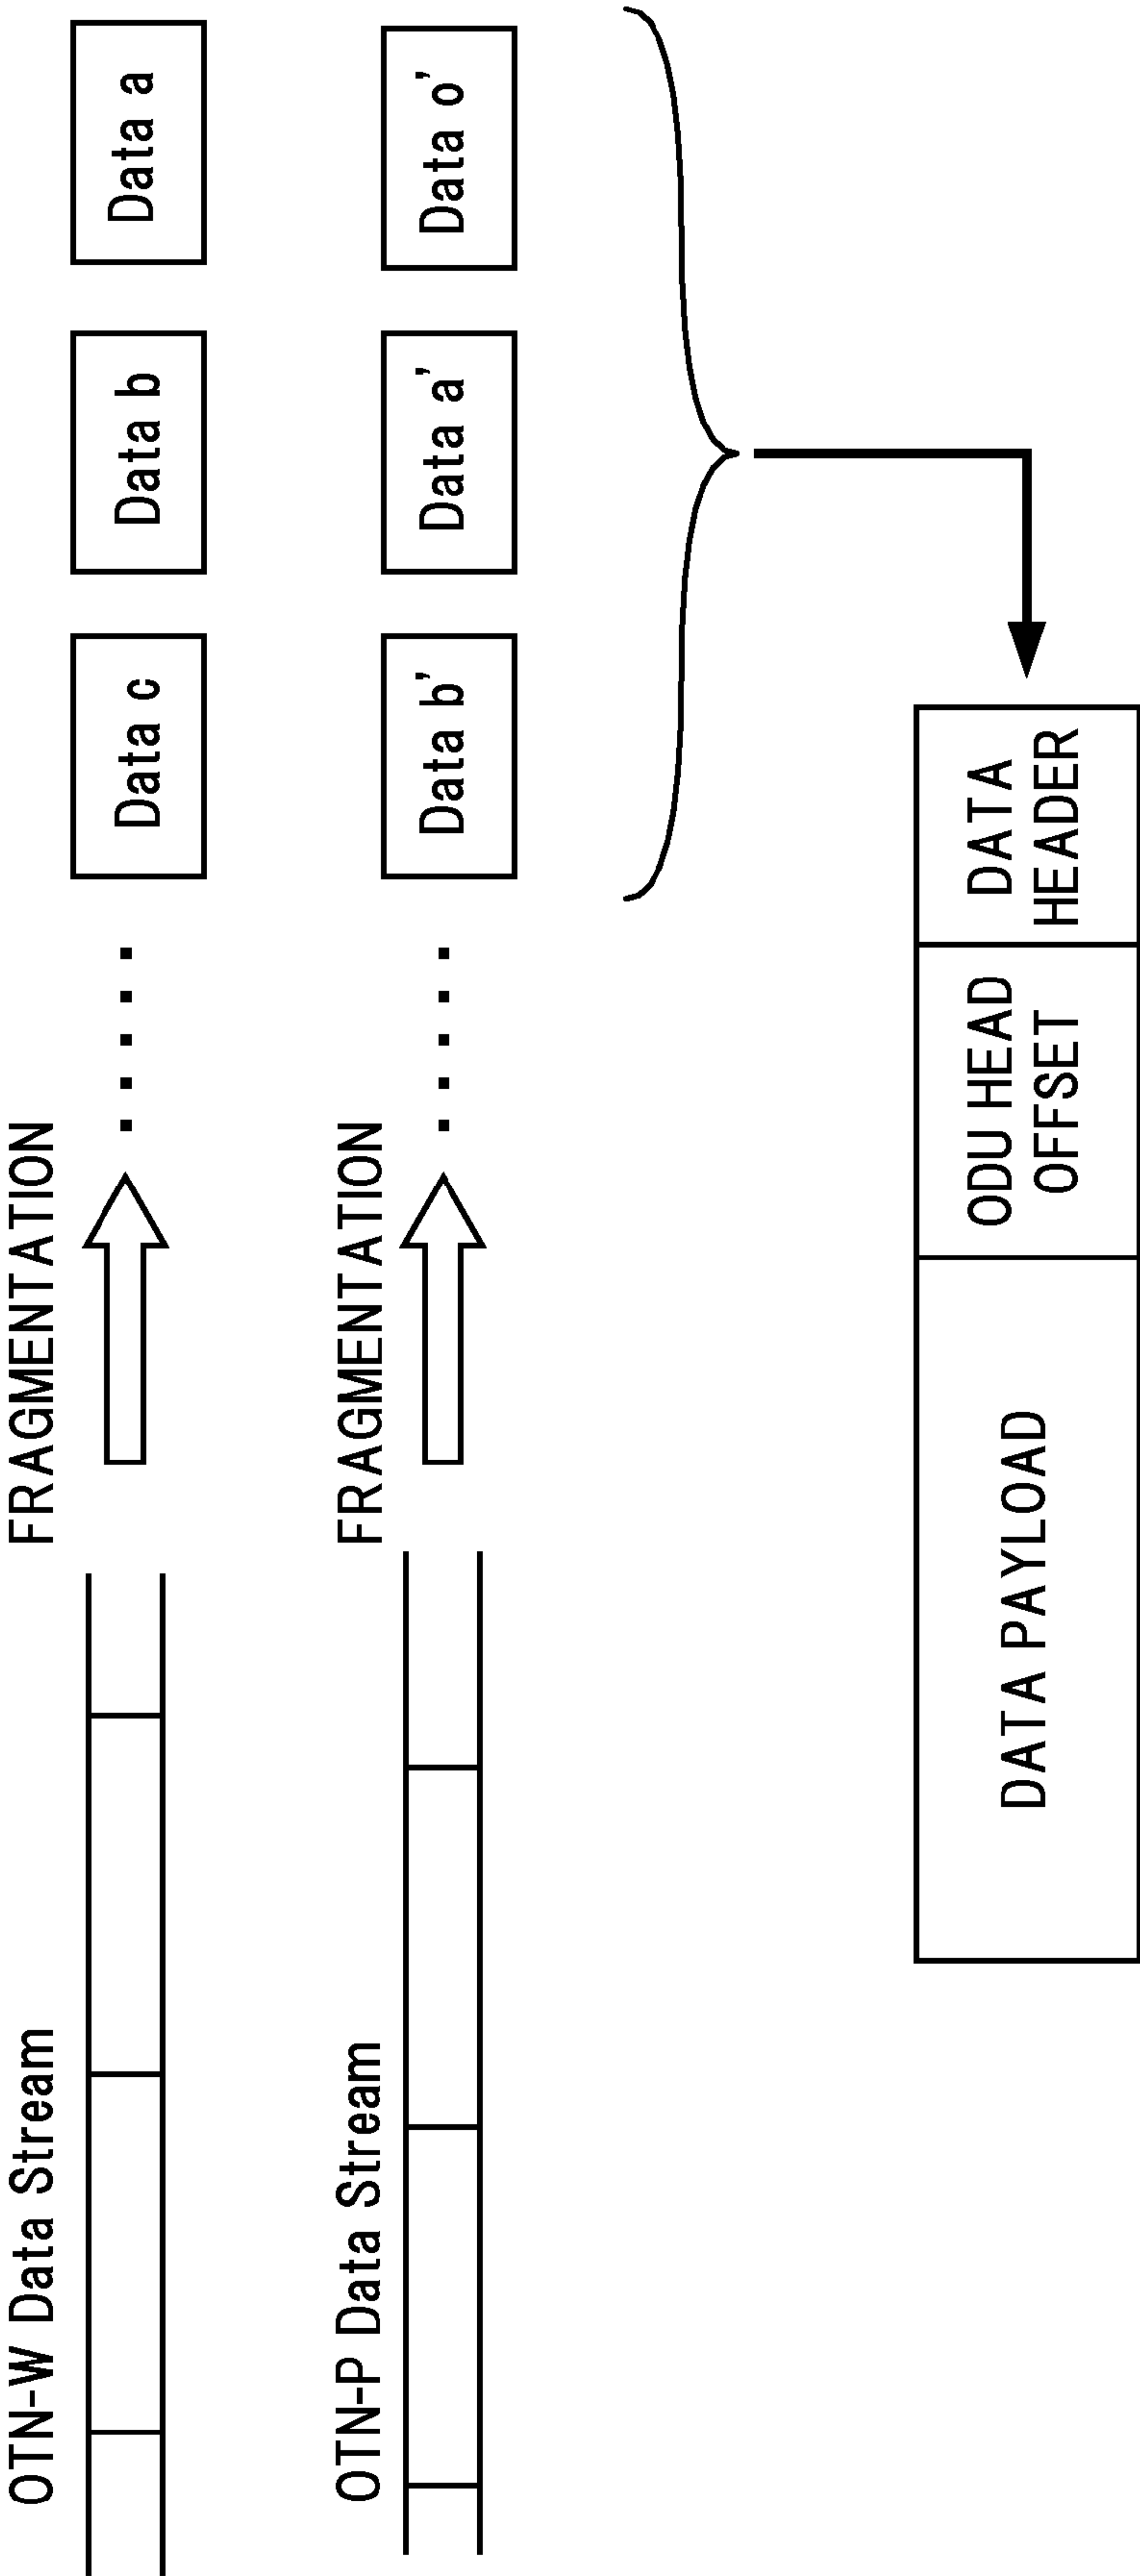 OTN-W Data Stream
FRAGMENTATION
Data c
Data b
Data a
OTN-P Data Stream
FRAGMENTATION
Data b'
Data a'
Data o'
DATA PAYLOAD
ODU HEAD
OFFSET
DATA
HEADER